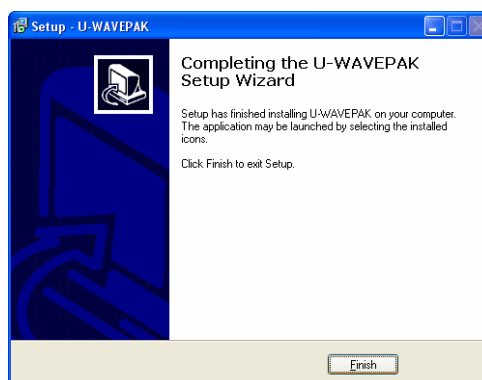 Setup - U-WAVEPAK
Completing the U-WAVEPAK
Setup Wizard
Setup has finished installing U-WAVEPAK on your computer.
The application may be launched by selecting the installed
icons.
Click Finish to exit Setup.
Finish